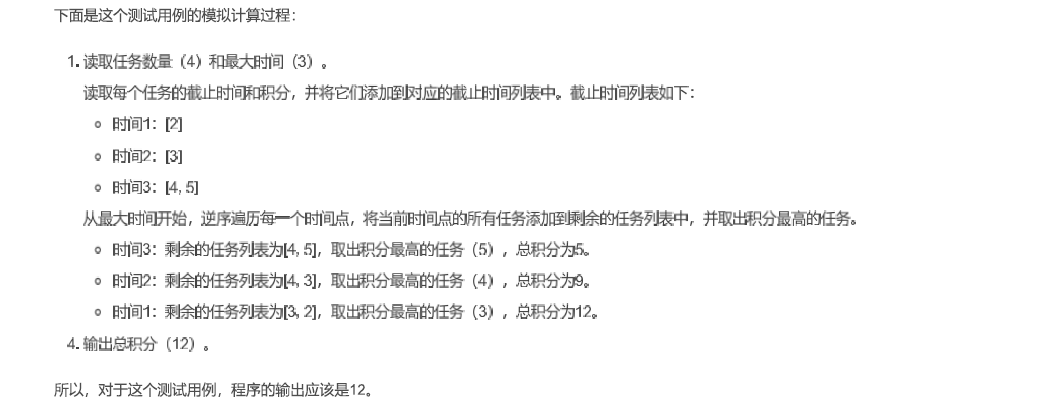 下面是这个测试用例的模拟计算过程：
1. 读取任务数量（4）和最大时间（3）。
读取每个任务的截止时间和积分，并将它们添加到对应的截止时间列表中。截止时间列表如下：
◦ 时间1：[2]
◦ 时间2：[3]
◦ 时间3：[4, 5]
从最大时间开始，逆序遍历每一个时间点，将当前时间点的所有任务添加到剩余的任务列表中，并取出积分最高的任务。
◦ 时间3：剩余的任务列表为[4, 5]，取出积分最高的任务（5），总积分为5。
◦ 时间2：剩余的任务列表为[4, 3]，取出积分最高的任务（4），总积分为9。
◦ 时间1：剩余的任务列表为[3, 2]，取出积分最高的任务（3），总积分为12。
4. 输出总积分（12）。
所以，对于这个测试用例，程序的输出应该是12。